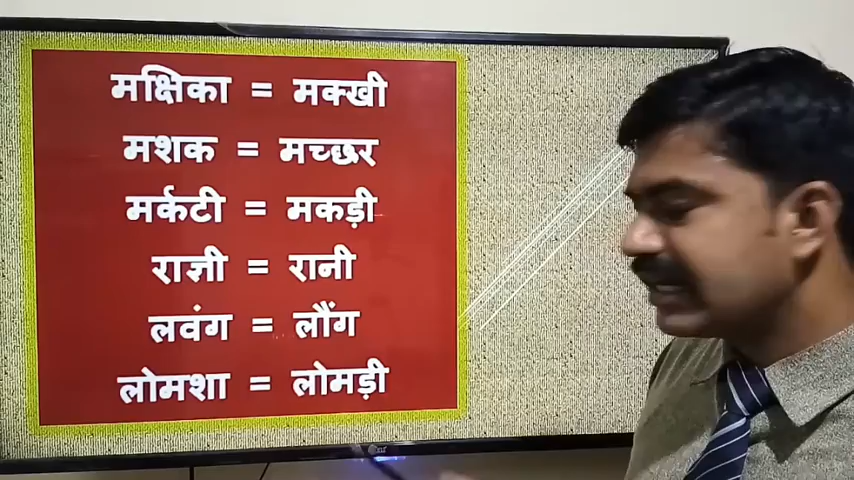 मक्षिका = मक्खी
मशक = मच्छर
मर्कटी = मकड़ी
राज्ञी = रानी
लवंग = लौंग
लोमशा = लोमड़ी